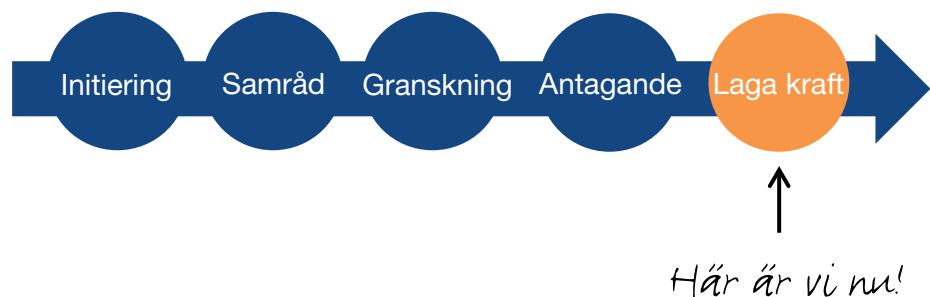 Initiering Samråd Granskning Antagande Laga kraft
Här är vi nu!